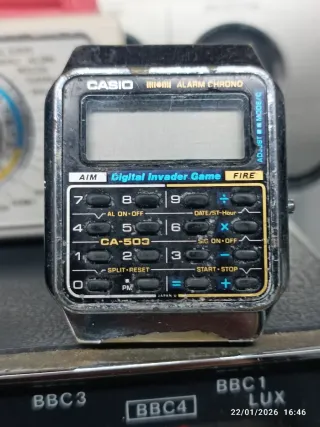 CASIO ALARM CHRONO
ADJUST MODE/C
AIM Digital Invader Game FIRE
7 8 9 ÷
AL ON•OFF DATE/ST-Hour
4 5 6 ×
CA-503 S/C ON•OFF
1 2 3 -
SPLIT•RESET START•STOP
0 •PM = +
JAPAN
BBC3 BBC4 BBC1
LUX
22/01/2026 16:46